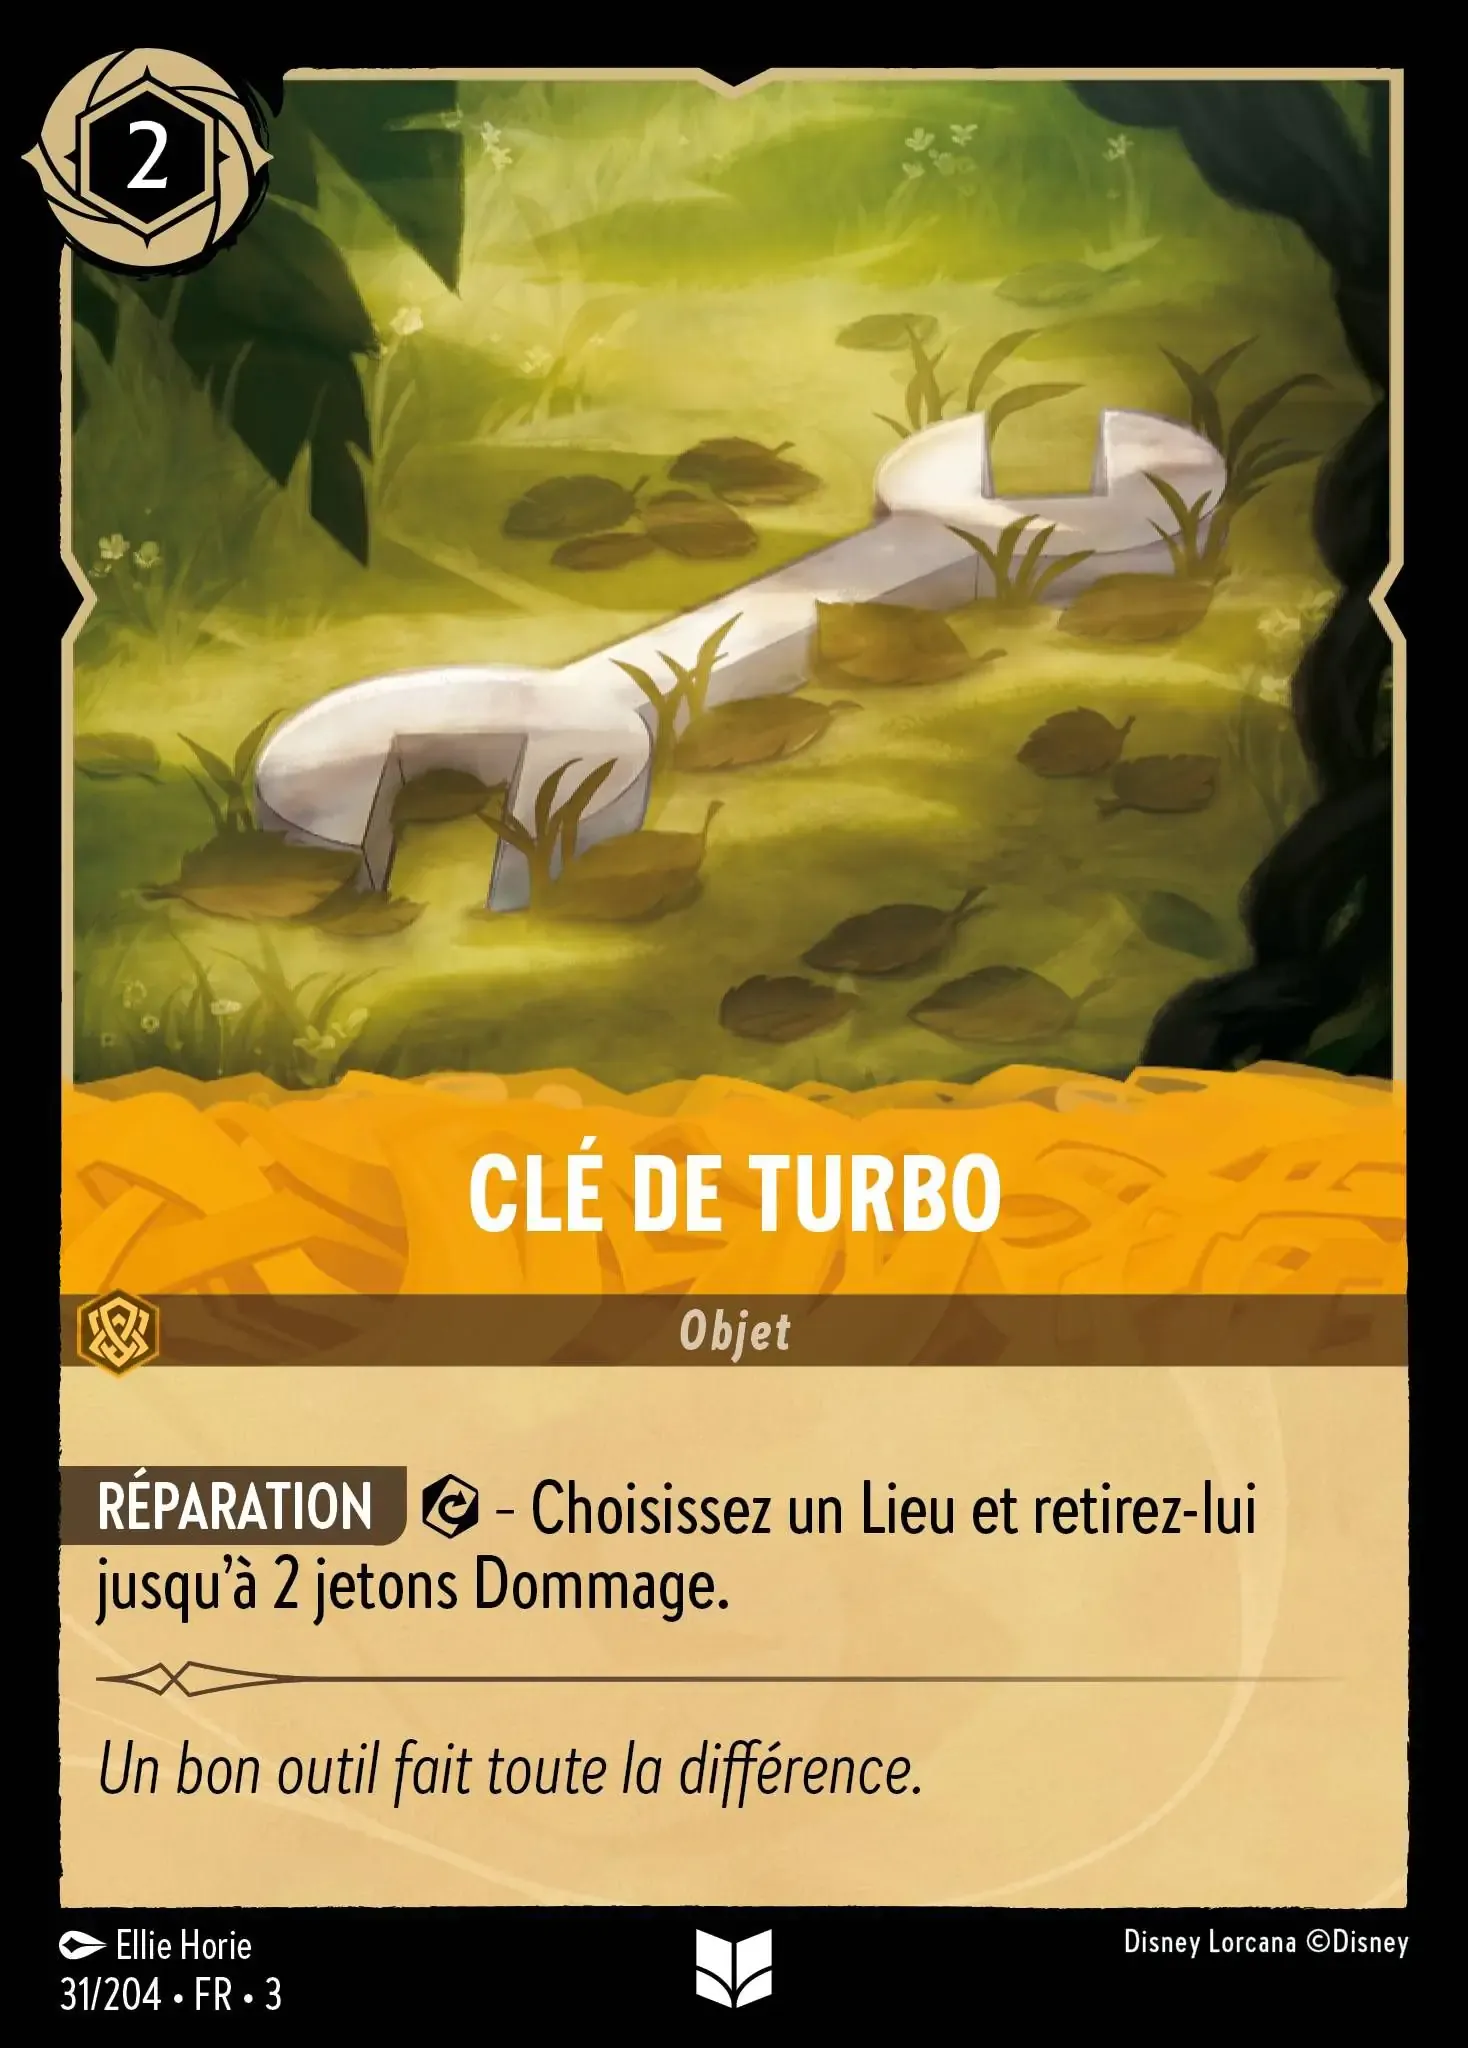 2
CLÉ DE TURBO
Objet
RÉPARATION – Choisissez un Lieu et retirez-lui
jusqu’à 2 jetons Dommage.
Un bon outil fait toute la différence.
Ellie Horie
Disney Lorcana ©Disney
31/204 • FR • 3